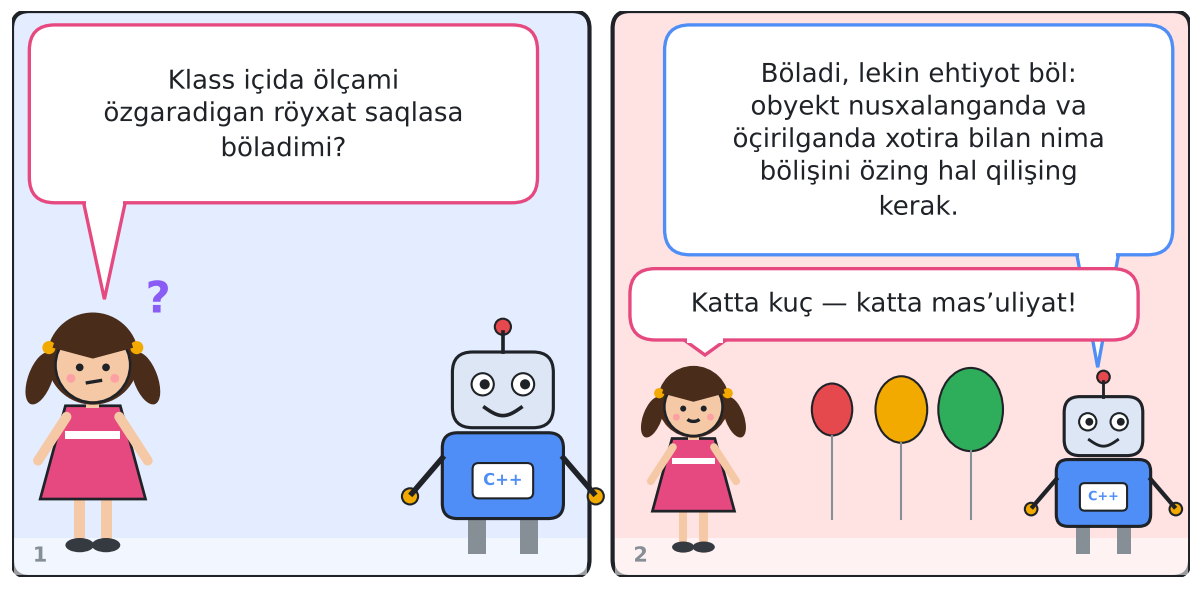 Klass içida ölçami
özgaradigan röyxat saqlasa
böladimi?
?
C++
1
Böladi, lekin ehtiyot böl:
obyekt nusxalanganda va
öçirilganda xotira bilan nima
bölişini özing hal qilişing
kerak.
Katta kuç — katta mas’uliyat!
C++
2